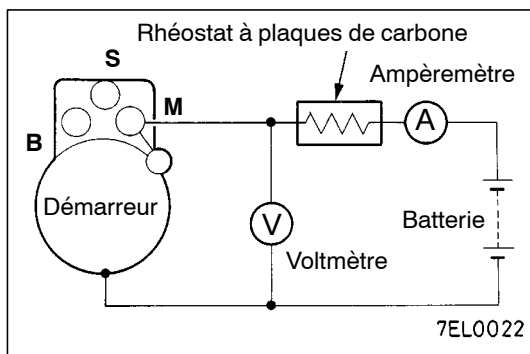 Rhéostat à plaques de carbone
S
Ampèremètre
M
A
B
Démarreur
V
Batterie
Voltmètre
7EL0022